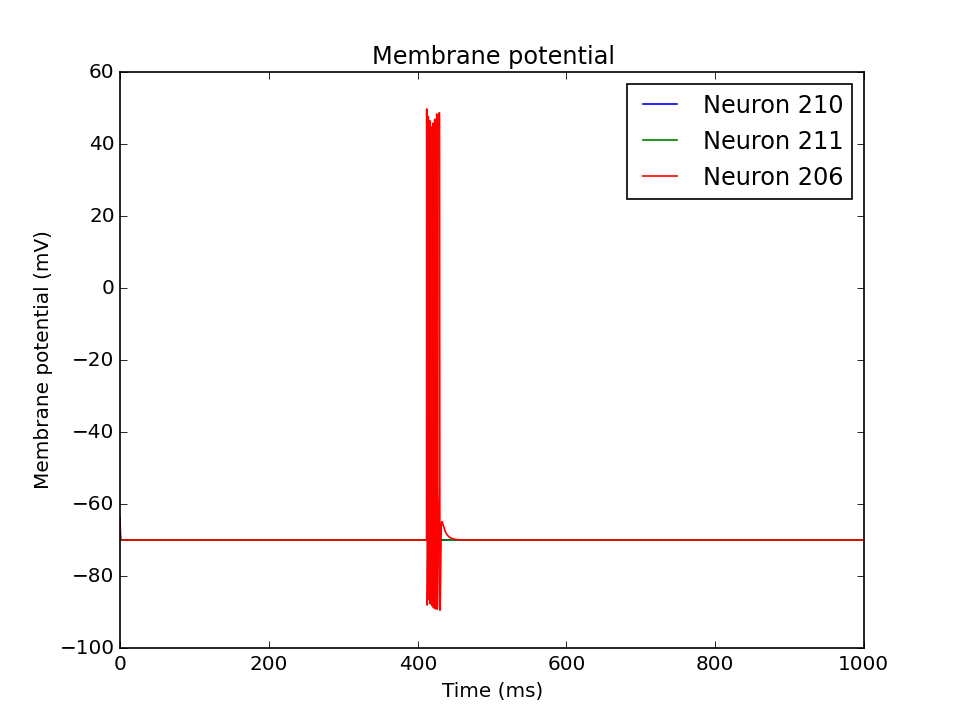 Membrane potential
60
40
20
0
−20
−40
−60
−80
−100
Membrane potential (mV)
Neuron 210
Neuron 211
Neuron 206
0 200 400 600 800 1000
Time (ms)